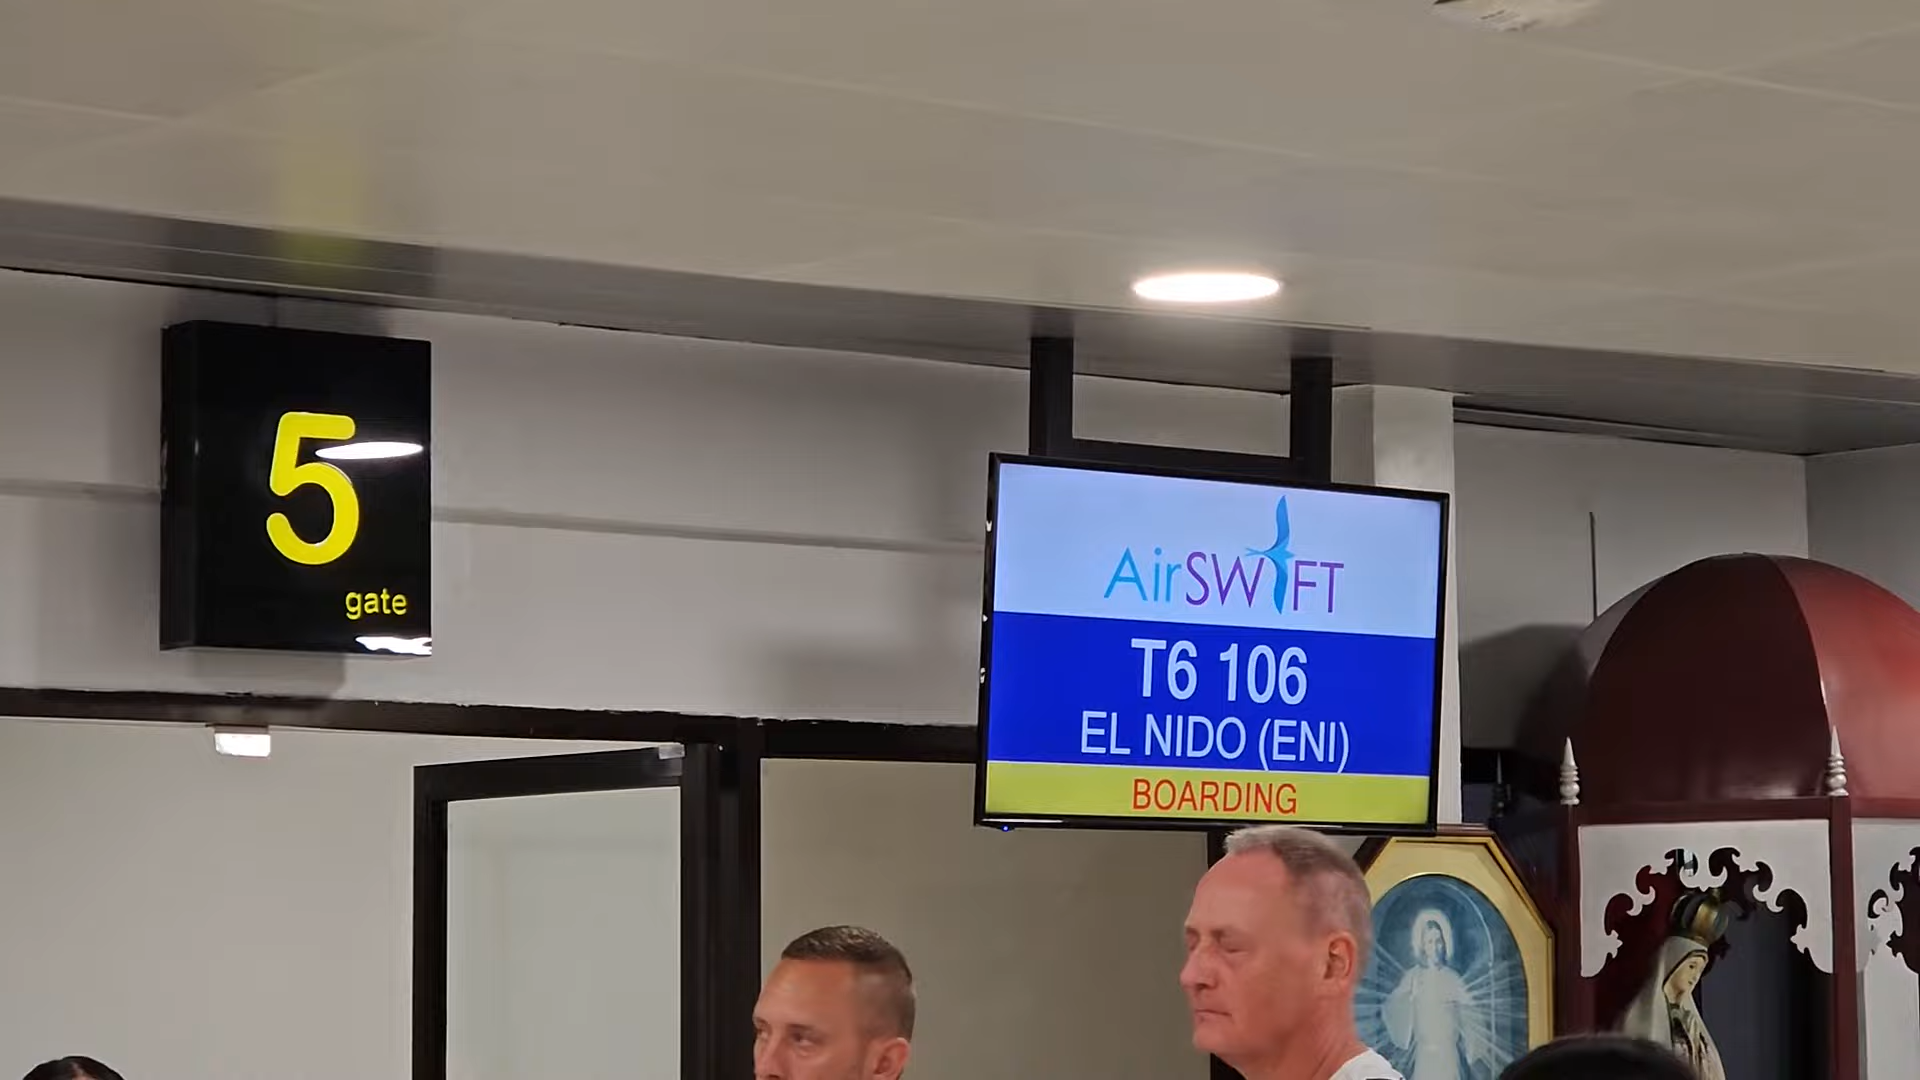 5
gate
AirSWIFT
T6 106
EL NIDO (ENI)
BOARDING